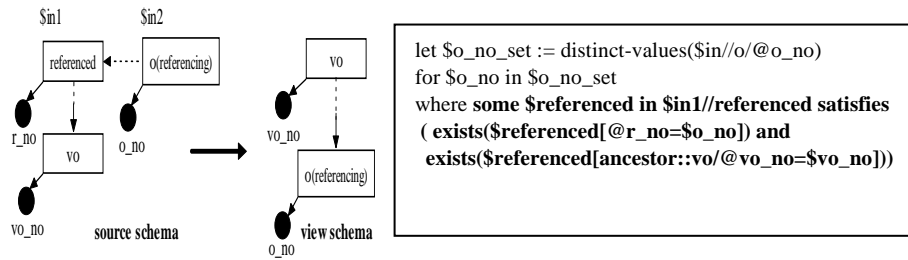 $in1
$in2
referenced
o(referencing)
r_no
o_no
vo
vo_no
source schema
vo
vo_no
o(referencing)
o_no
view schema
let $o_no_set := distinct-values($in//o/@o_no)
for $o_no in $o_no_set
where some $referenced in $in1//referenced satisfies
( exists($referenced[@r_no=$o_no]) and
exists($referenced[ancestor::vo/@vo_no=$vo_no]))